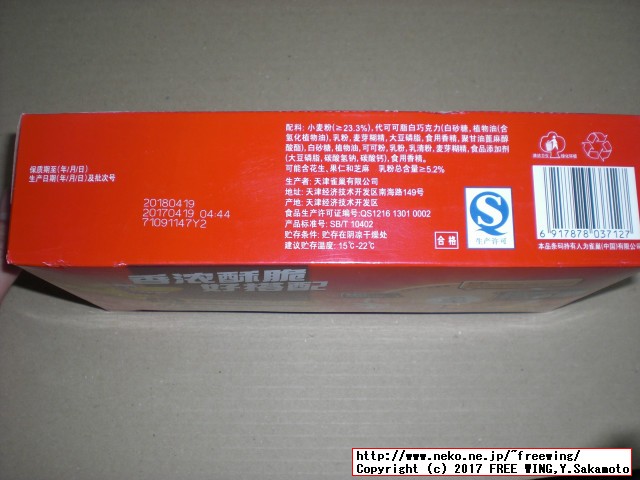 保质期至(年/月/日)
生产日期(年/月/日)及批次号
20180419
20170419 04:44
71091147Y2
配料: 小麦粉(≥23.3%), 代可可脂白巧克力(白砂糖, 植物油(含
氢化植物油), 乳粉, 麦芽糊精, 大豆磷脂, 食用香精, 聚甘油蓖麻醇
酸酯), 白砂糖, 植物油, 可可粉, 乳粉, 乳清粉, 麦芽糊精, 食品添加剂
(大豆磷脂, 碳酸氢钠, 碳酸钙), 食用香精。
可能含花生, 果仁和芝麻 乳粉总含量≥5.2%
生产者: 天津雀巢有限公司
地址: 天津经济技术开发区南海路149号
产地: 天津经济技术开发区
食品生产许可证编号:QS1216 1301 0002
产品标准号: SB/T 10402
贮存条件: 贮存在阴凉干燥处
建议贮存温度: 15℃-22℃
合格
QS
生产许可
6 917878 037127
本品条码持有人为雀巢(中国)有限公司
香浓酥脆
好搭配
http://www.neko.ne.jp/~freewing/
Copyright (c) 2017 FREE WING,Y.Sakamoto